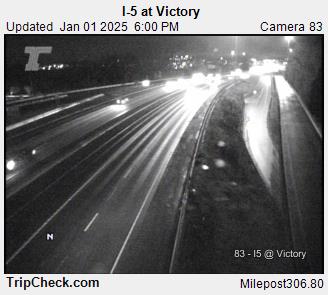 I-5 at Victory
Updated Jan 01 2025 6:00 PM Camera 83
N
83 - I5 @ Victory
TripCheck.com Milepost306.80